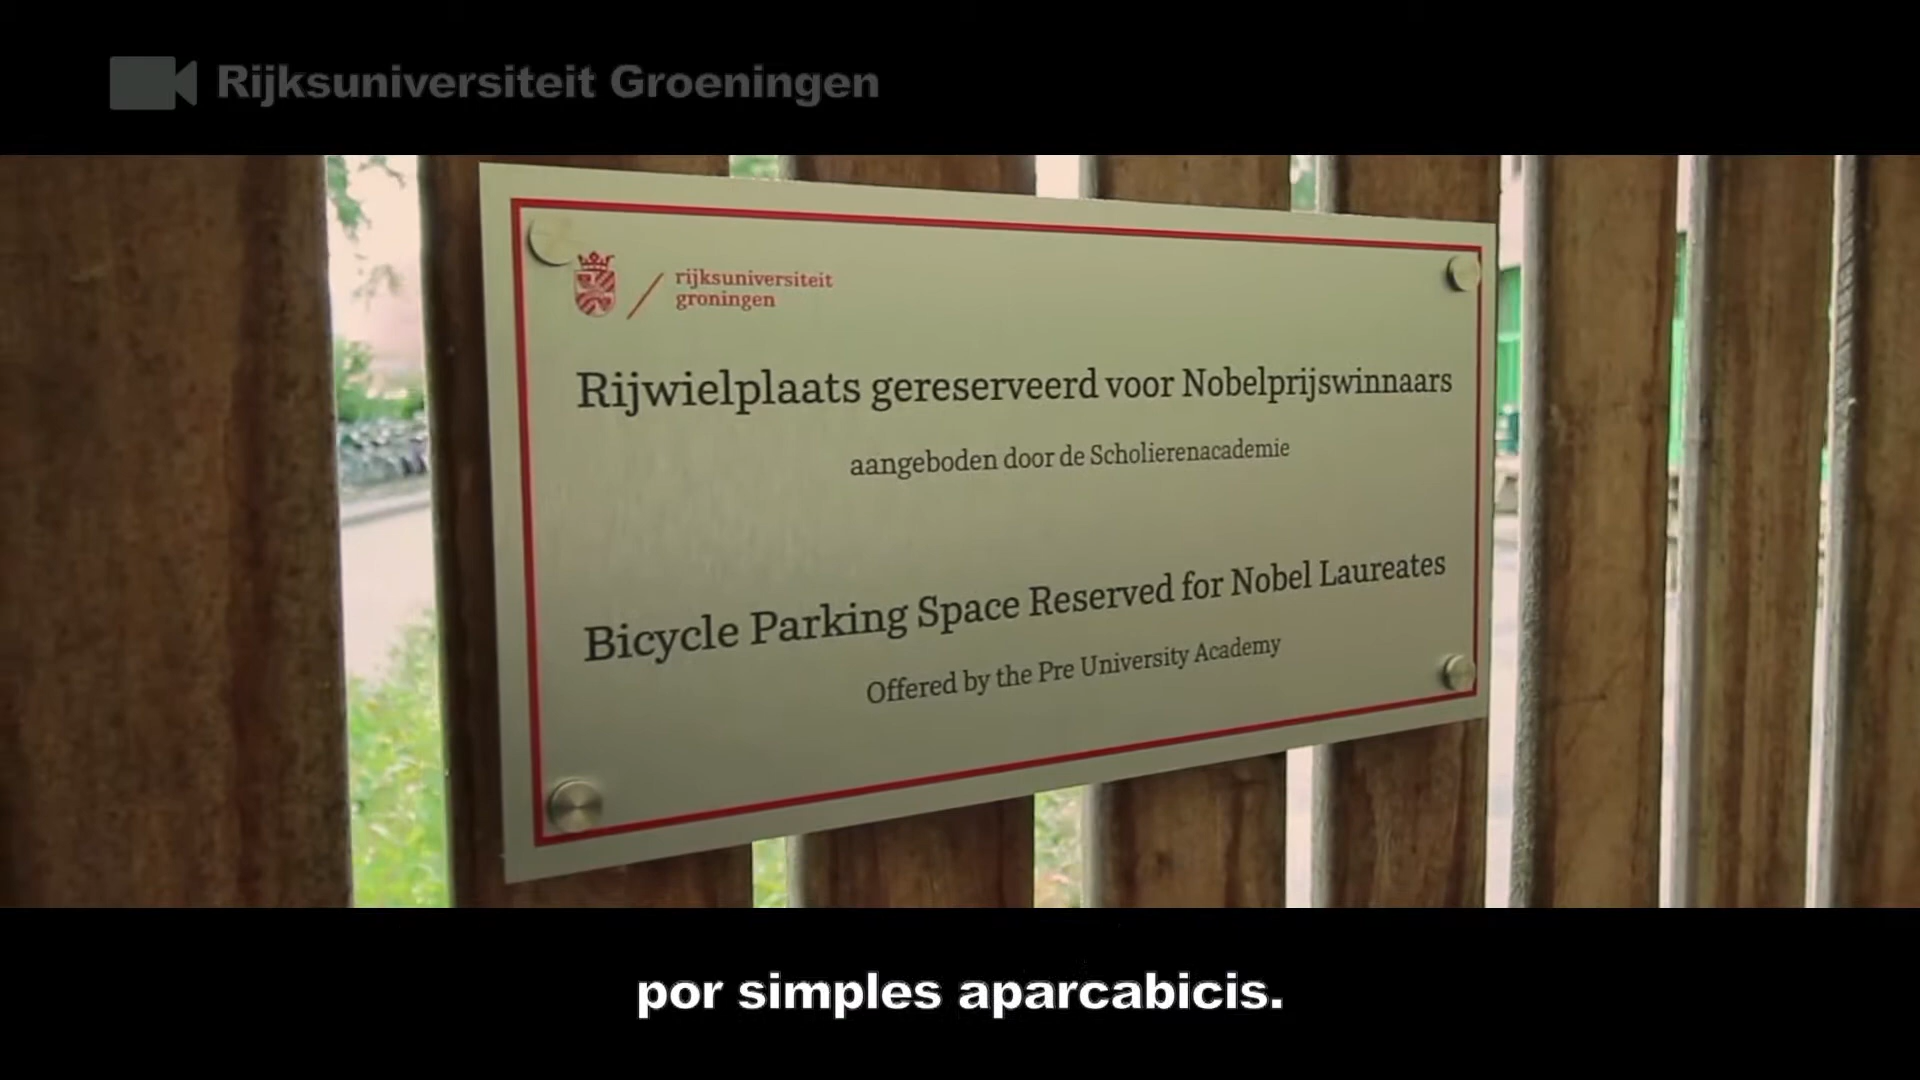 Rijksuniversiteit Groeningen
rijksuniversiteit
groningen
Rijwielplaats gereserveerd voor Nobelprijswinnaars
aangeboden door de Scholierenacademie
Bicycle Parking Space Reserved for Nobel Laureates
Offered by the Pre University Academy
por simples aparcabicis.